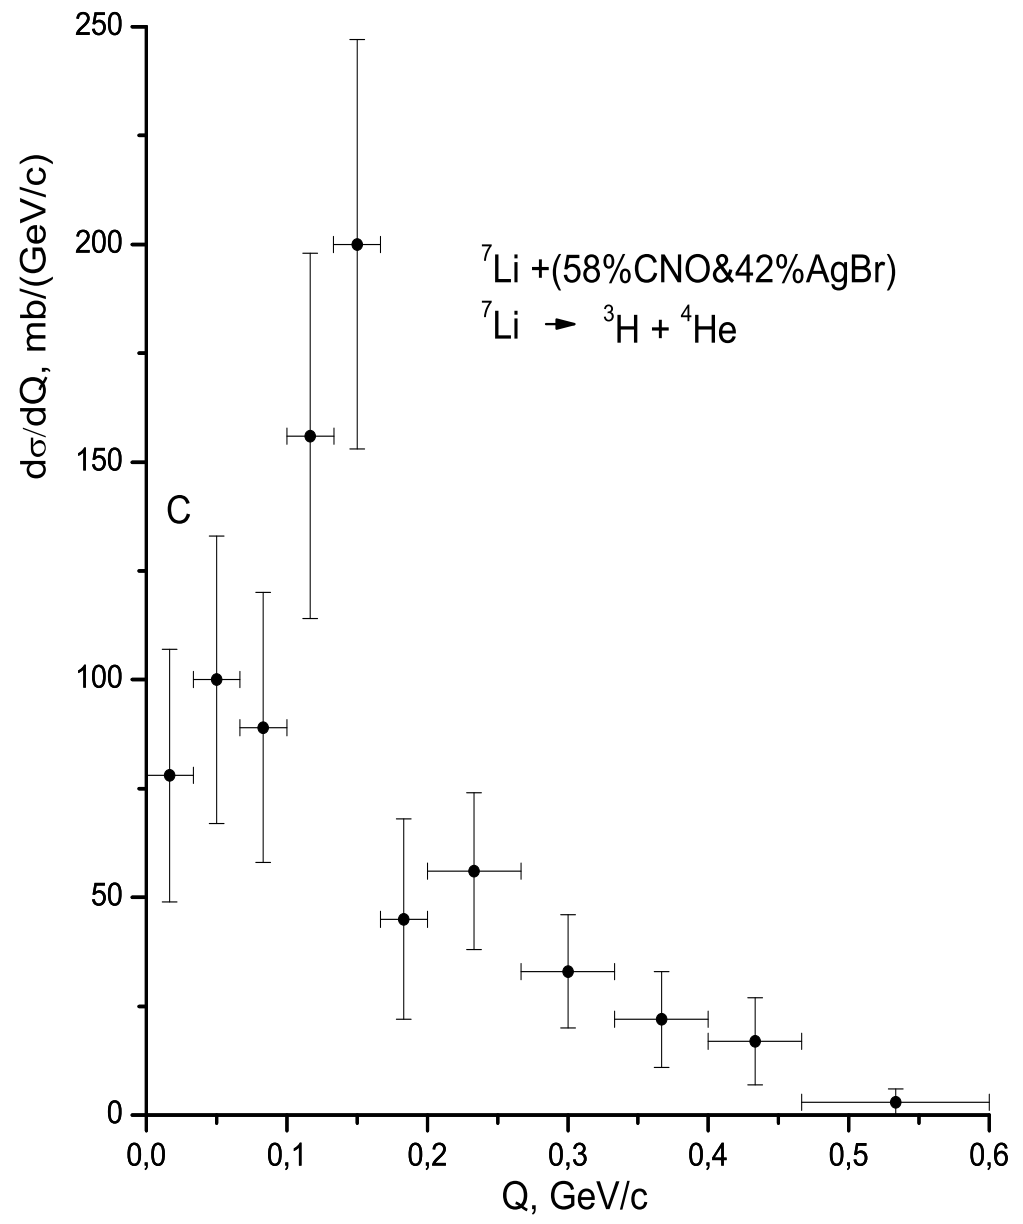 250
200
150
100
50
0
dσ/dQ, mb/(GeV/c)
⁷Li +(58%CNO&42%AgBr)
⁷Li → ³H + ⁴He
C
0,0 0,1 0,2 0,3 0,4 0,5 0,6
Q, GeV/c